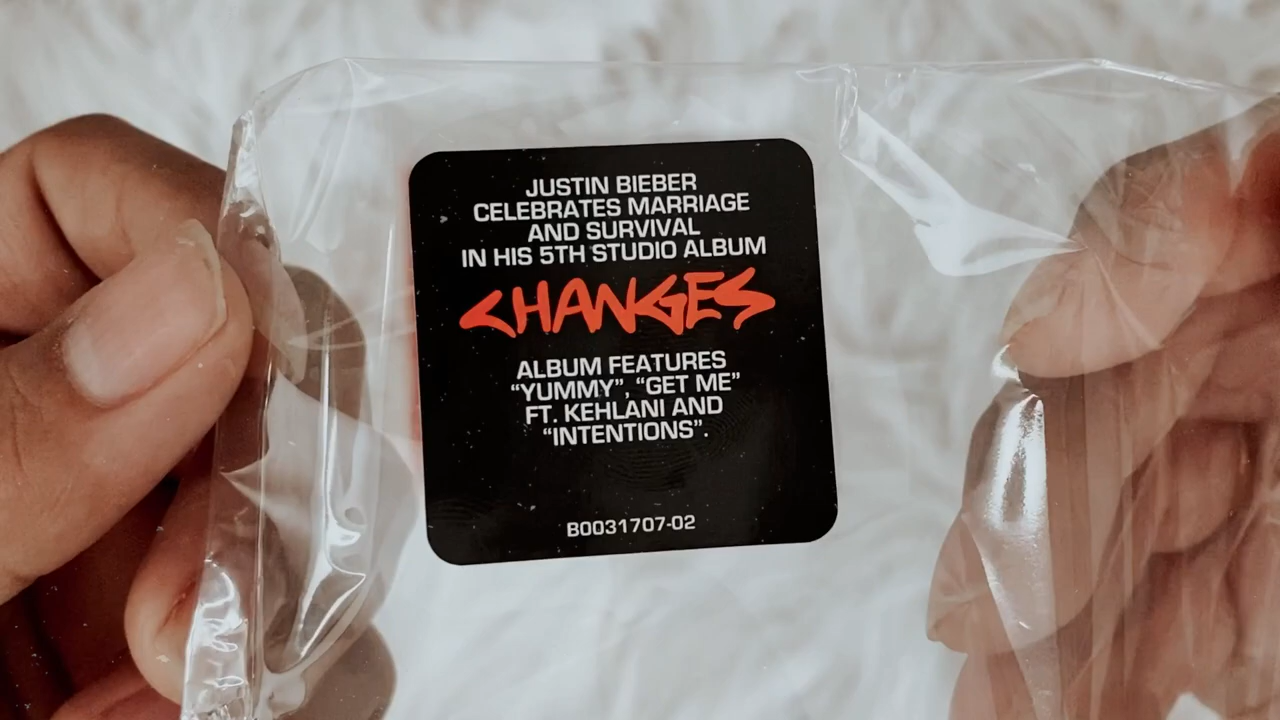 JUSTIN BIEBER
CELEBRATES MARRIAGE
AND SURVIVAL
IN HIS 5TH STUDIO ALBUM
CHANGES
ALBUM FEATURES
“YUMMY”, “GET ME”
FT. KEHLANI AND
“INTENTIONS”.
B0031707-02